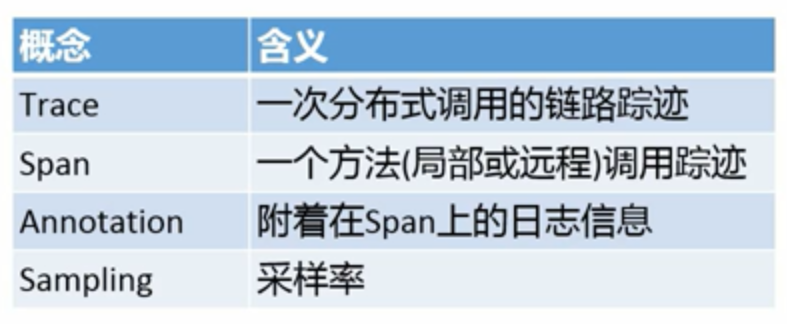 概念 含义
Trace 一次分布式调用的链路踪迹
Span 一个方法(局部或远程)调用踪迹
Annotation 附着在Span上的日志信息
Sampling 采样率